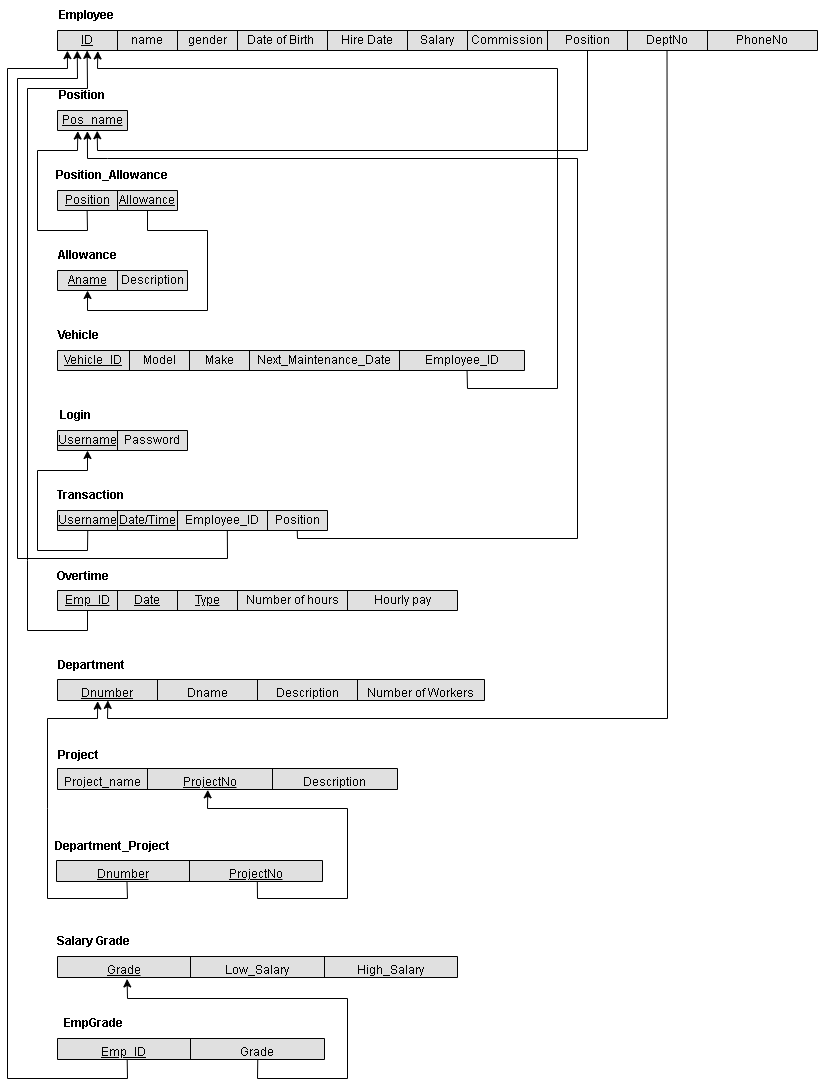 Employee
ID name gender Date of Birth Hire Date Salary Commission Position DeptNo PhoneNo
Position
Pos_name
Position_Allowance
Position Allowance
Allowance
Aname Description
Vehicle
Vehicle_ID Model Make Next_Maintenance_Date Employee_ID
Login
Username Password
Transaction
Username Date/Time Employee_ID Position
Overtime
Emp_ID Date Type Number of hours Hourly pay
Department
Dnumber Dname Description Number of Workers
Project
Project_name ProjectNo Description
Department_Project
Dnumber ProjectNo
Salary Grade
Grade Low_Salary High_Salary
EmpGrade
Emp_ID Grade